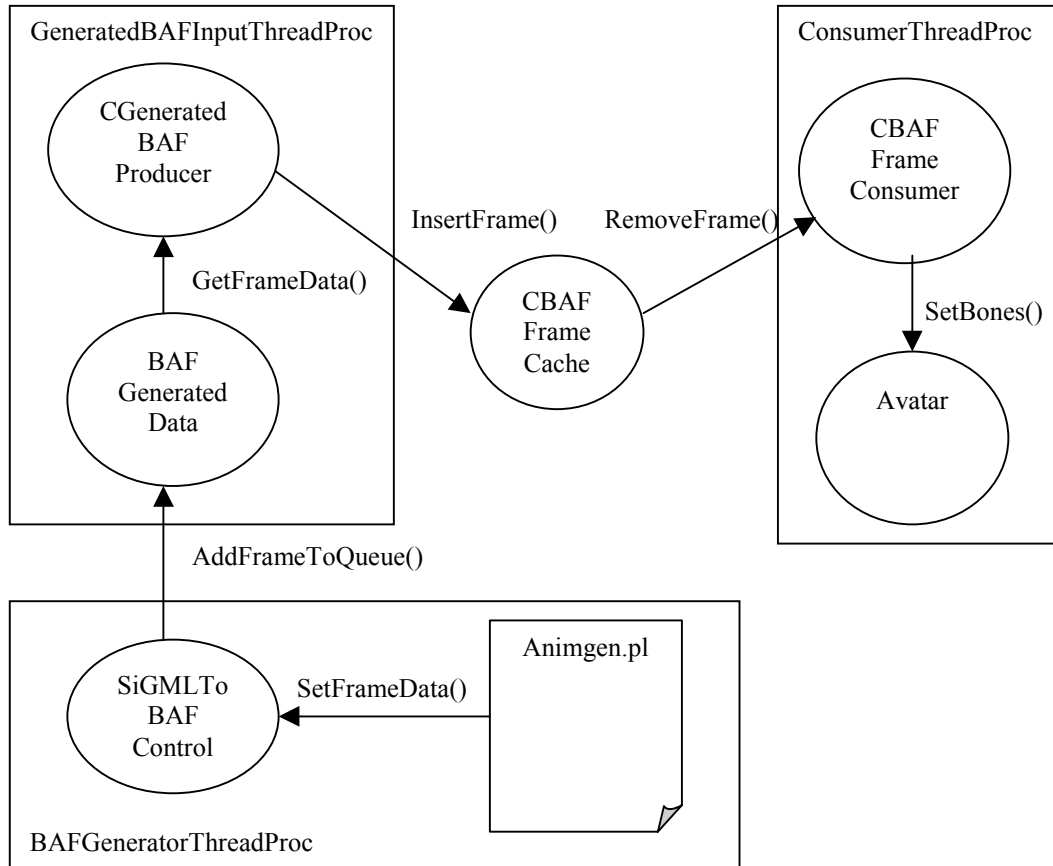 GeneratedBAFInputThreadProc
ConsumerThreadProc
CGenerated
BAF
Producer
CBAF
Frame
Consumer
InsertFrame()
RemoveFrame()
GetFrameData()
CBAF
Frame
Cache
SetBones()
BAF
Generated
Data
Avatar
AddFrameToQueue()
Animgen.pl
SiGMLTo
BAF
Control
SetFrameData()
BAFGeneratorThreadProc